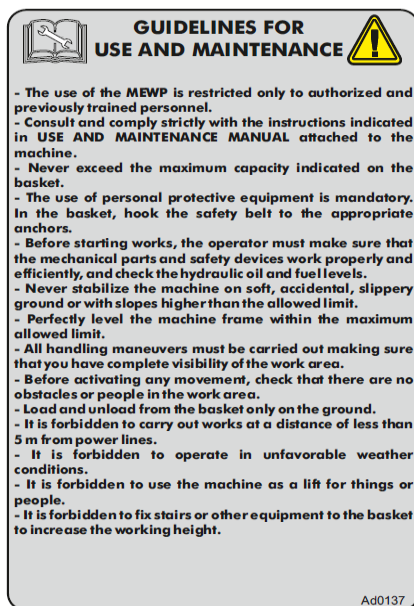 GUIDELINES FOR
USE AND MAINTENANCE
- The use of the MEWP is restricted only to authorized and
previously trained personnel.
- Consult and comply strictly with the instructions indicated
in USE AND MAINTENANCE MANUAL attached to the
machine.
- Never exceed the maximum capacity indicated on the
basket.
- The use of personal protective equipment is mandatory.
In the basket, hook the safety belt to the appropriate
anchors.
- Before starting works, the operator must make sure that
the mechanical parts and safety devices work properly and
efficiently, and check the hydraulic oil and fuel levels.
- Never stabilize the machine on soft, accidental, slippery
ground or with slopes higher than the allowed limit.
- Perfectly level the machine frame within the maximum
allowed limit.
- All handling maneuvers must be carried out making sure
that you have complete visibility of the work area.
- Before activating any movement, check that there are no
obstacles or people in the work area.
- Load and unload from the basket only on the ground.
- It is forbidden to carry out works at a distance of less than
5 m from power lines.
- It is forbidden to operate in unfavorable weather
conditions.
- It is forbidden to use the machine as a lift for things or
people.
- It is forbidden to fix stairs or other equipment to the basket
to increase the working height.
Ad0137